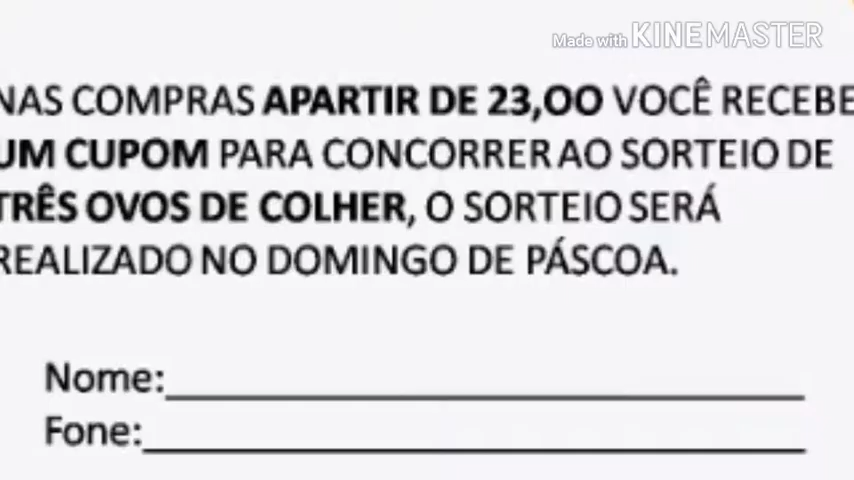 Made with KINEMASTER
NAS COMPRAS APARTIR DE 23,OO VOCÊ RECEBE
UM CUPOM PARA CONCORRER AO SORTEIO DE
TRÊS OVOS DE COLHER, O SORTEIO SERÁ
REALIZADO NO DOMINGO DE PÁSCOA.
Nome:
Fone: